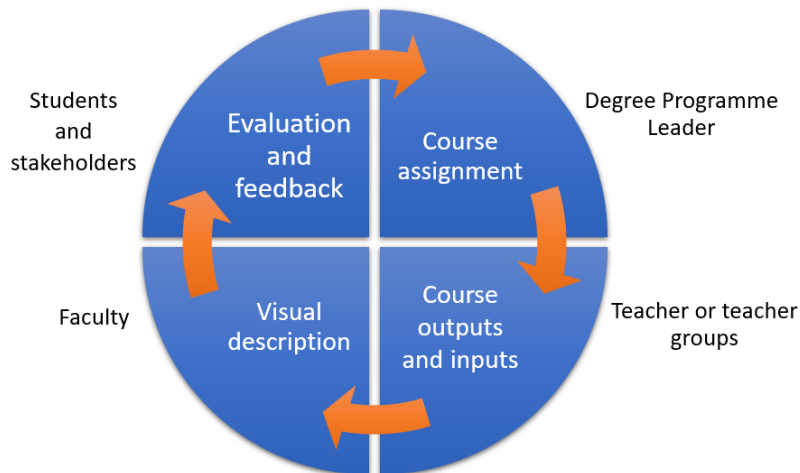 Students
and
stakeholders
Evaluation
and
feedback
Course
assignment
Degree Programme
Leader
Faculty
Visual
description
Course
outputs
and inputs
Teacher or teacher
groups